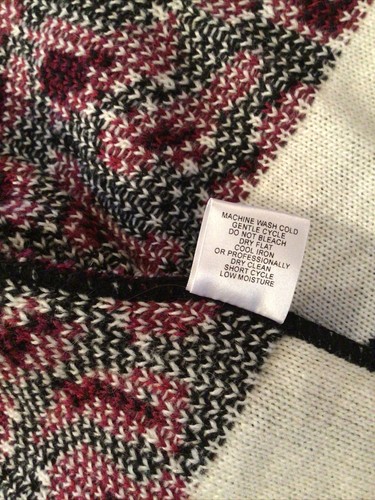 MACHINE WASH COLD
GENTLE CYCLE
DO NOT BLEACH
DRY FLAT
COOL IRON
OR PROFESSIONALLY
DRY CLEAN
SHORT CYCLE
LOW MOISTURE